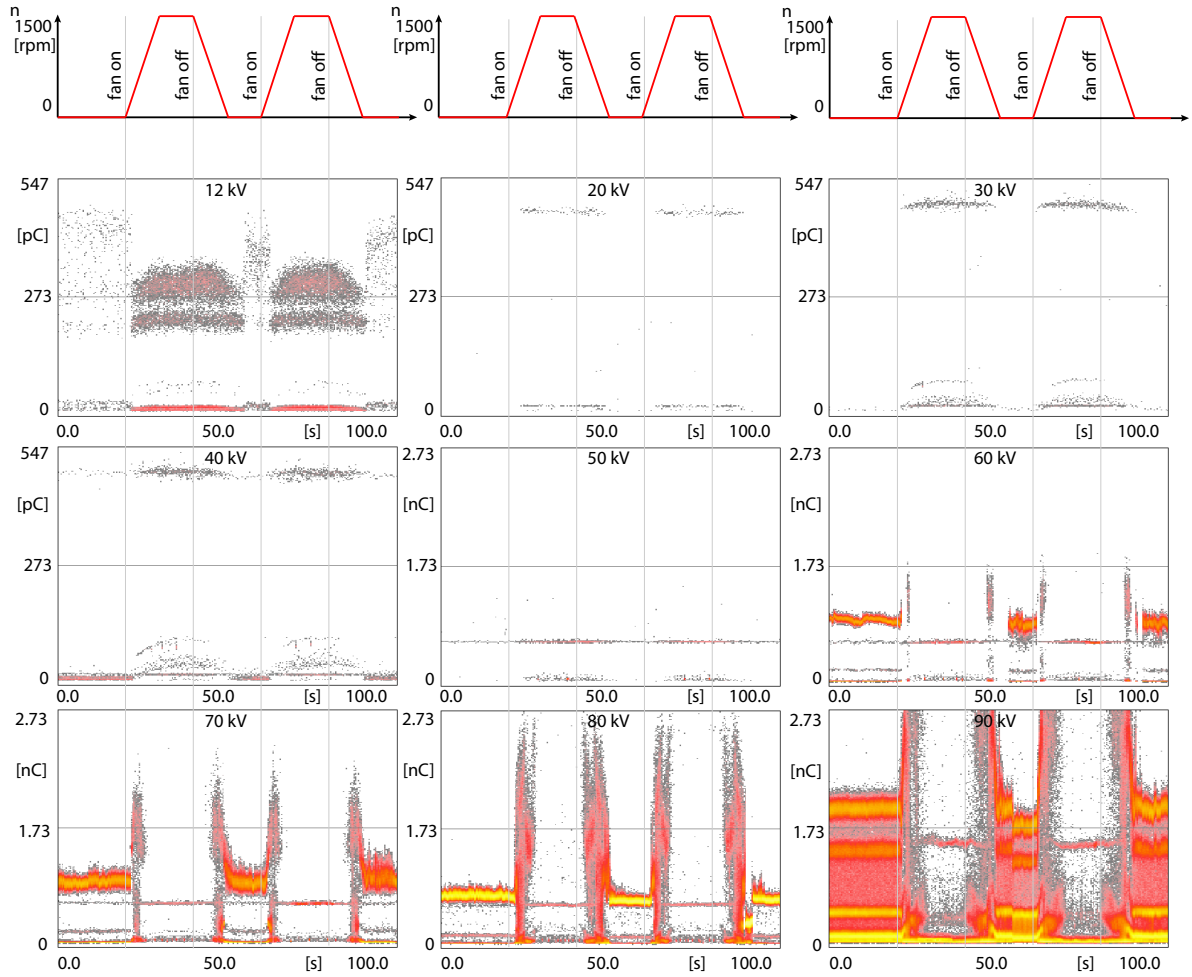 n n n
1500 1500 1500
[rpm] [rpm] [rpm]
fan on fan off fan on fan off fan on fan off fan on fan off fan on fan off fan on fan off
0 0 0
547 12 kV 547 20 kV 547 30 kV
[pC] [pC] [pC]
273 273 273
0 0 0
0.0 50.0 [s] 100.0 0.0 50.0 [s] 100.0 0.0 50.0 [s] 100.0
547 40 kV 2.73 50 kV 2.73 60 kV
[pC] [nC] [nC]
273 1.73 1.73
0 0 0
0.0 50.0 [s] 100.0 0.0 50.0 [s] 100.0 0.0 50.0 [s] 100.0
2.73 70 kV 2.73 80 kV 2.73 90 kV
[nC] [nC] [nC]
1.73 1.73 1.73
0 0 0
0.0 50.0 [s] 100.0 0.0 50.0 [s] 100.0 0.0 50.0 [s] 100.0